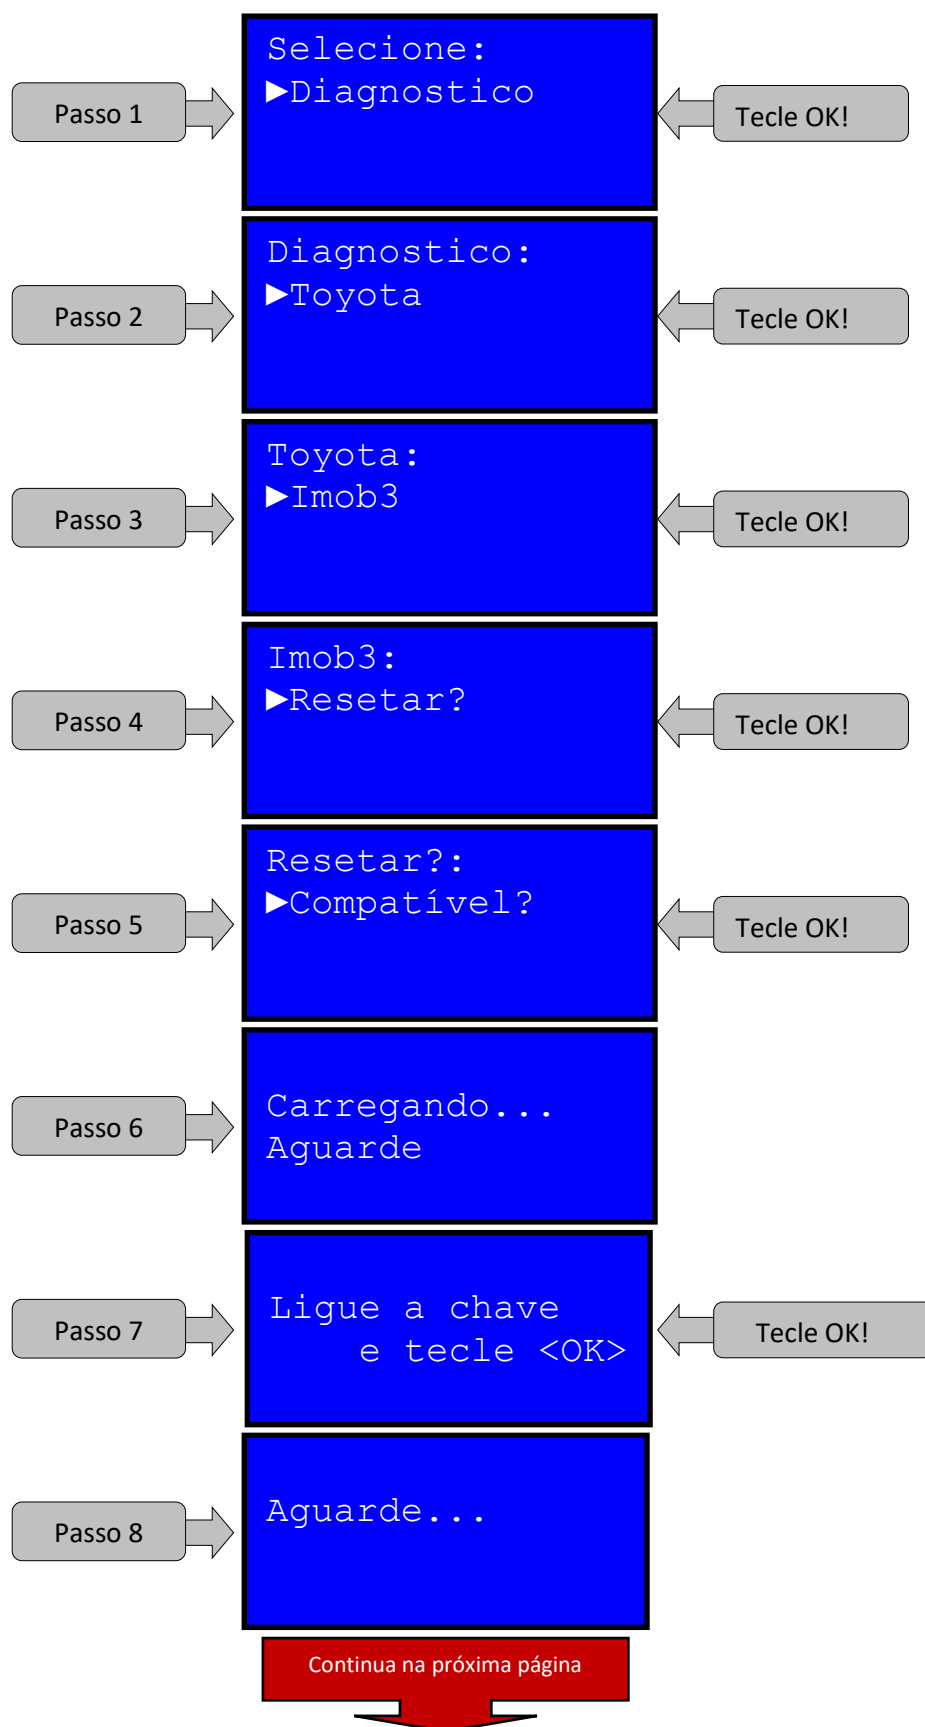 Passo 1
Selecione:
►Diagnostico
Tecle OK!
Passo 2
Diagnostico:
►Toyota
Tecle OK!
Passo 3
Toyota:
►Imob3
Tecle OK!
Passo 4
Imob3:
►Resetar?
Tecle OK!
Passo 5
Resetar?:
►Compatível?
Tecle OK!
Passo 6
Carregando...
Aguarde
Passo 7
Ligue a chave
e tecle <OK>
Tecle OK!
Passo 8
Aguarde...
Continua na próxima página